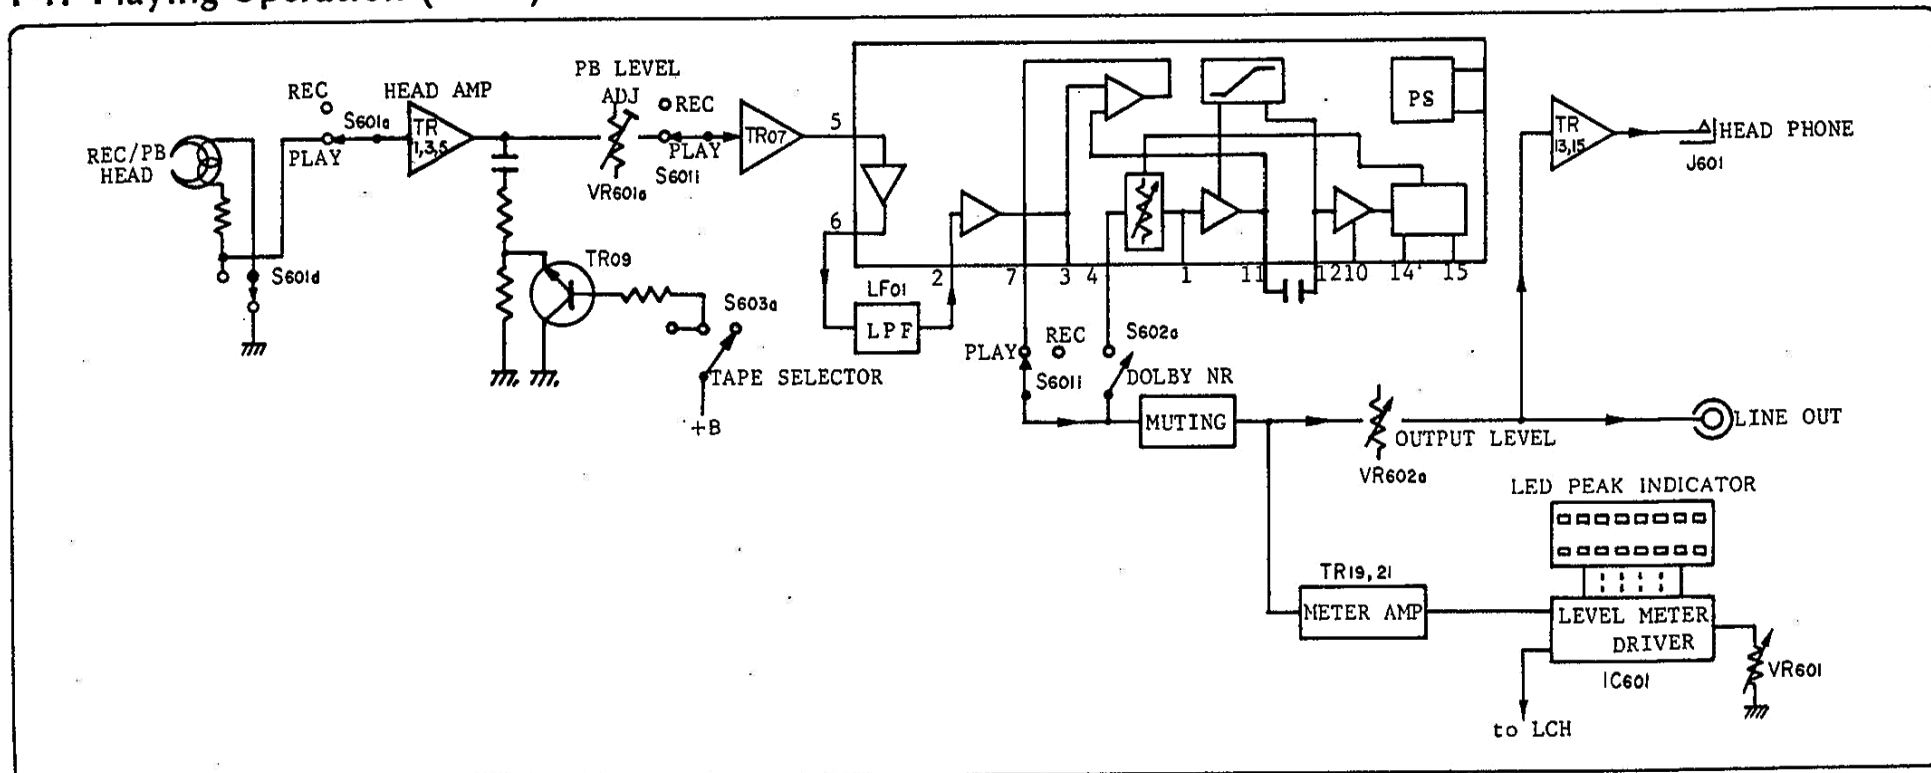 Playing Operation (
PB LEVEL
ADJ
REC
HEAD AMP
REC
S601a
TR
1,3,5
PLAY
REC/PB
HEAD
PLAY
S601i
VR601a
TR07
5
6
PS
TR
13,15
HEAD PHONE
J601
S601d
TR09
S603a
TAPE SELECTOR
+B
2
7
3
4
1
11
12
10
14
15
LF01
LPF
PLAY
REC
S602a
S601i
DOLBY NR
MUTING
OUTPUT LEVEL
VR602a
LINE OUT
LED PEAK INDICATOR
TR19,21
METER AMP
LEVEL METER
DRIVER
IC601
VR601
to LCH